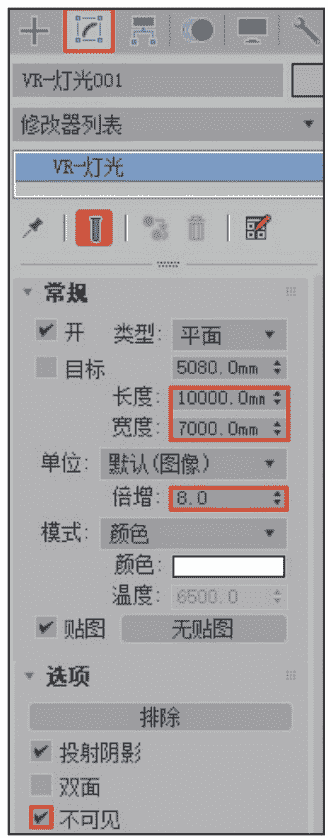 VR-灯光001
修改器列表
VR-灯光
常规
开 类型: 平面
目标 5080.0mm
长度: 10000.0mm
宽度: 7000.0mm
单位: 默认(图像)
倍增: 8.0
模式: 颜色
颜色:
温度: 6500.0
贴图 无贴图
选项
排除
投射阴影
双面
不可见